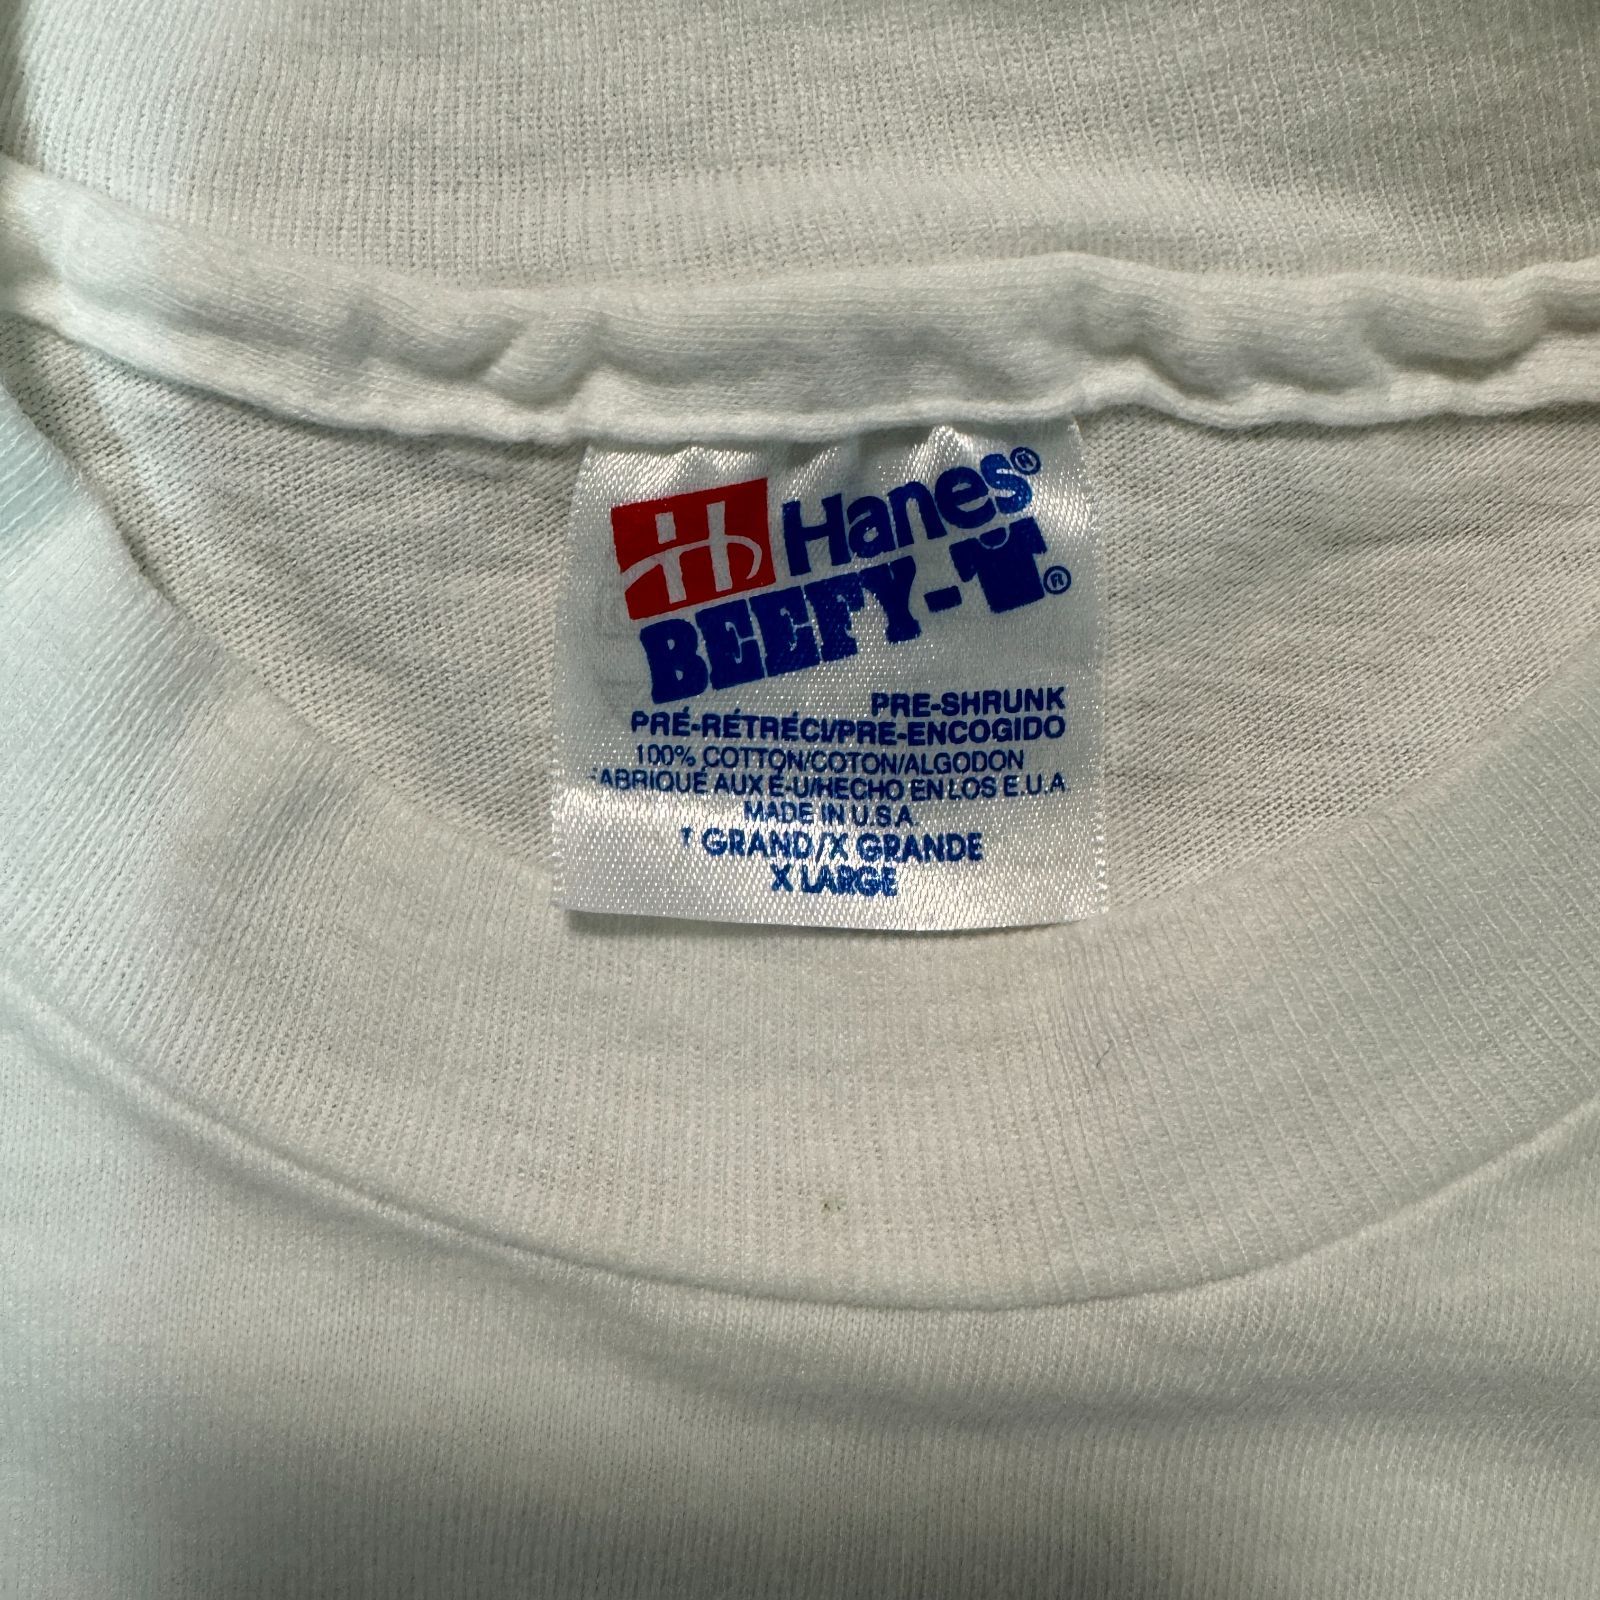 Hanes®
BEEFY-T®
PRE-SHRUNK
PRÉ-RÉTRÉCI/PRE-ENCOGIDO
100% COTTON/COTON/ALGODON
FABRIQUÉ AUX É-U/HECHO EN LOS E.U.A.
MADE IN U.S.A.
T GRAND/X GRANDE
X LARGE